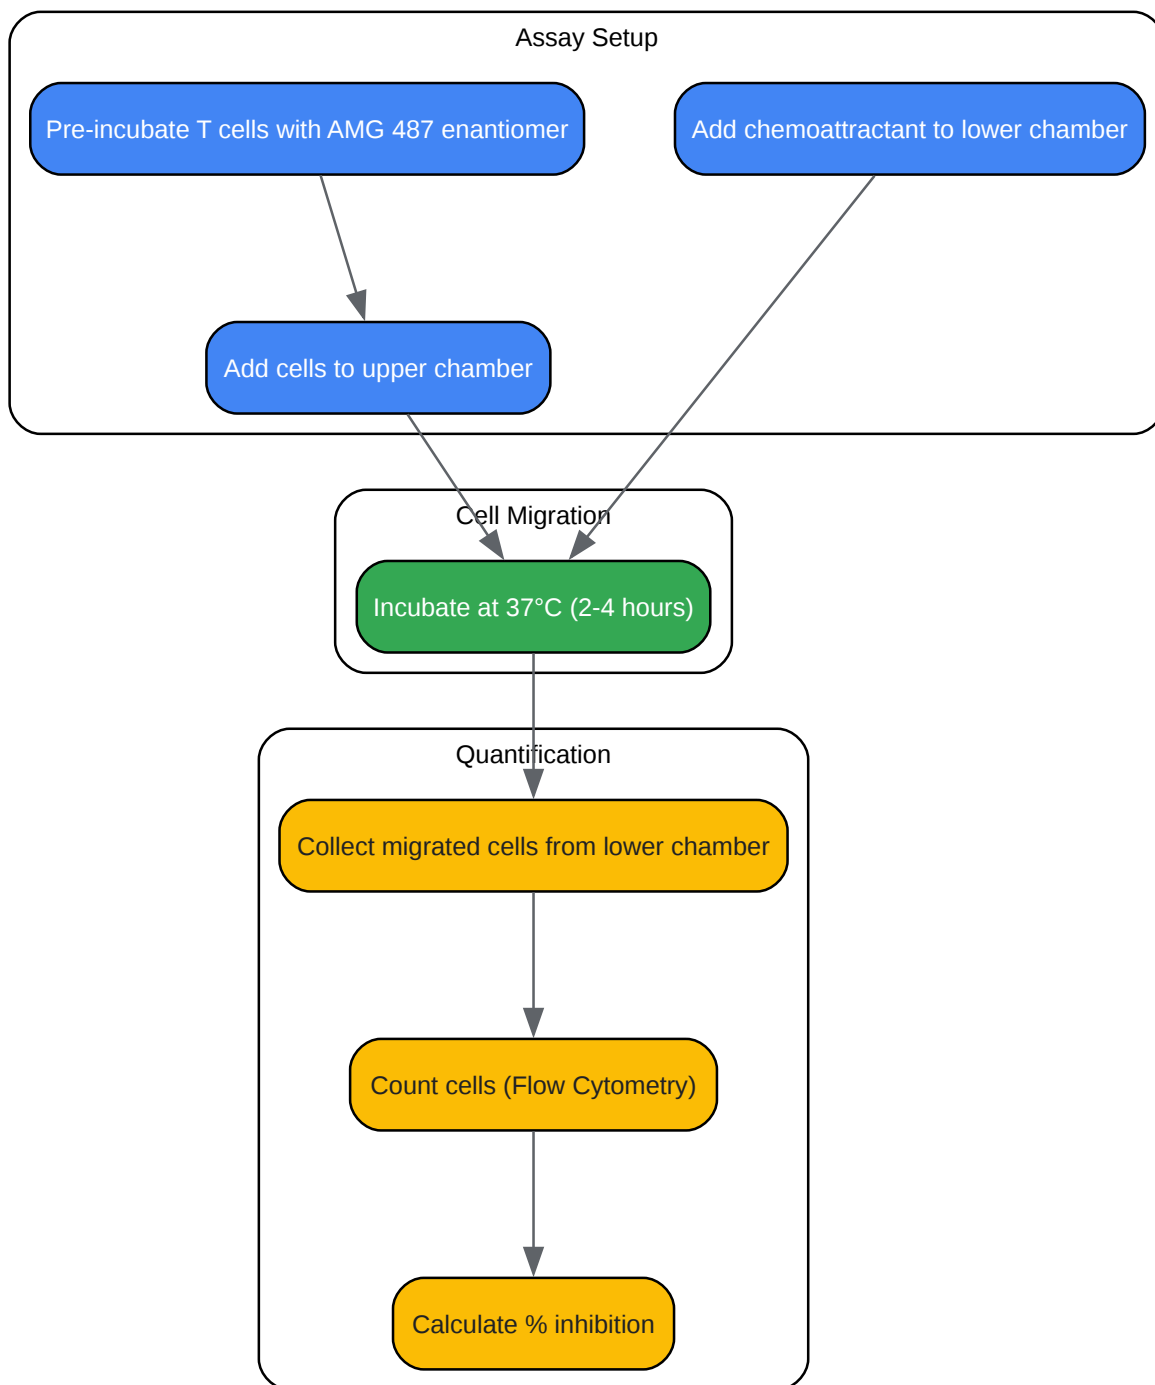 Assay Setup
Pre-incubate T cells with AMG 487 enantiomer
Add chemoattractant to lower chamber
Add cells to upper chamber
Cell Migration
Incubate at 37°C (2-4 hours)
Quantification
Collect migrated cells from lower chamber
Count cells (Flow Cytometry)
Calculate % inhibition